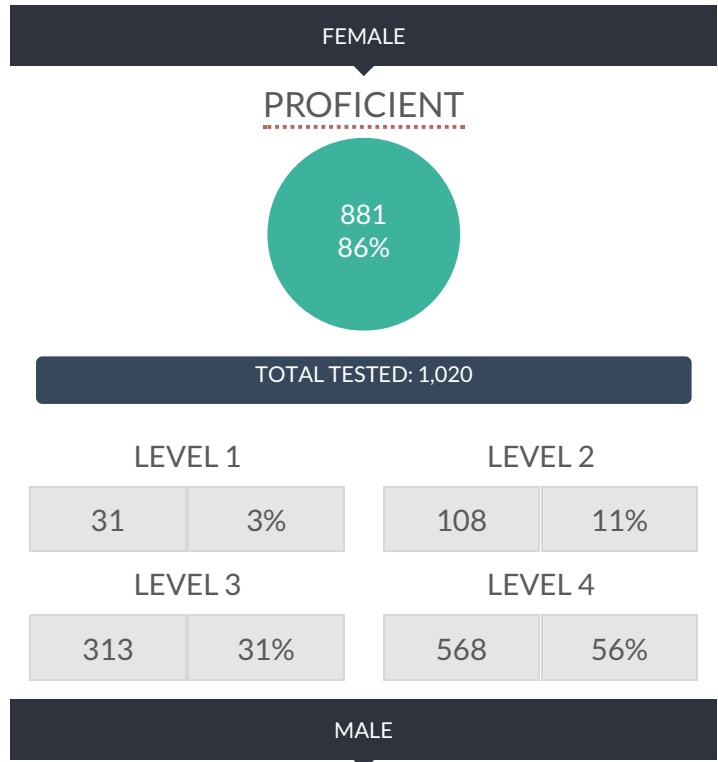 FEMALE
PROFICIENT
881
86%
TOTAL TESTED: 1,020
LEVEL 1
31 3%
LEVEL 2
108 11%
LEVEL 3
313 31%
LEVEL 4
568 56%
MALE